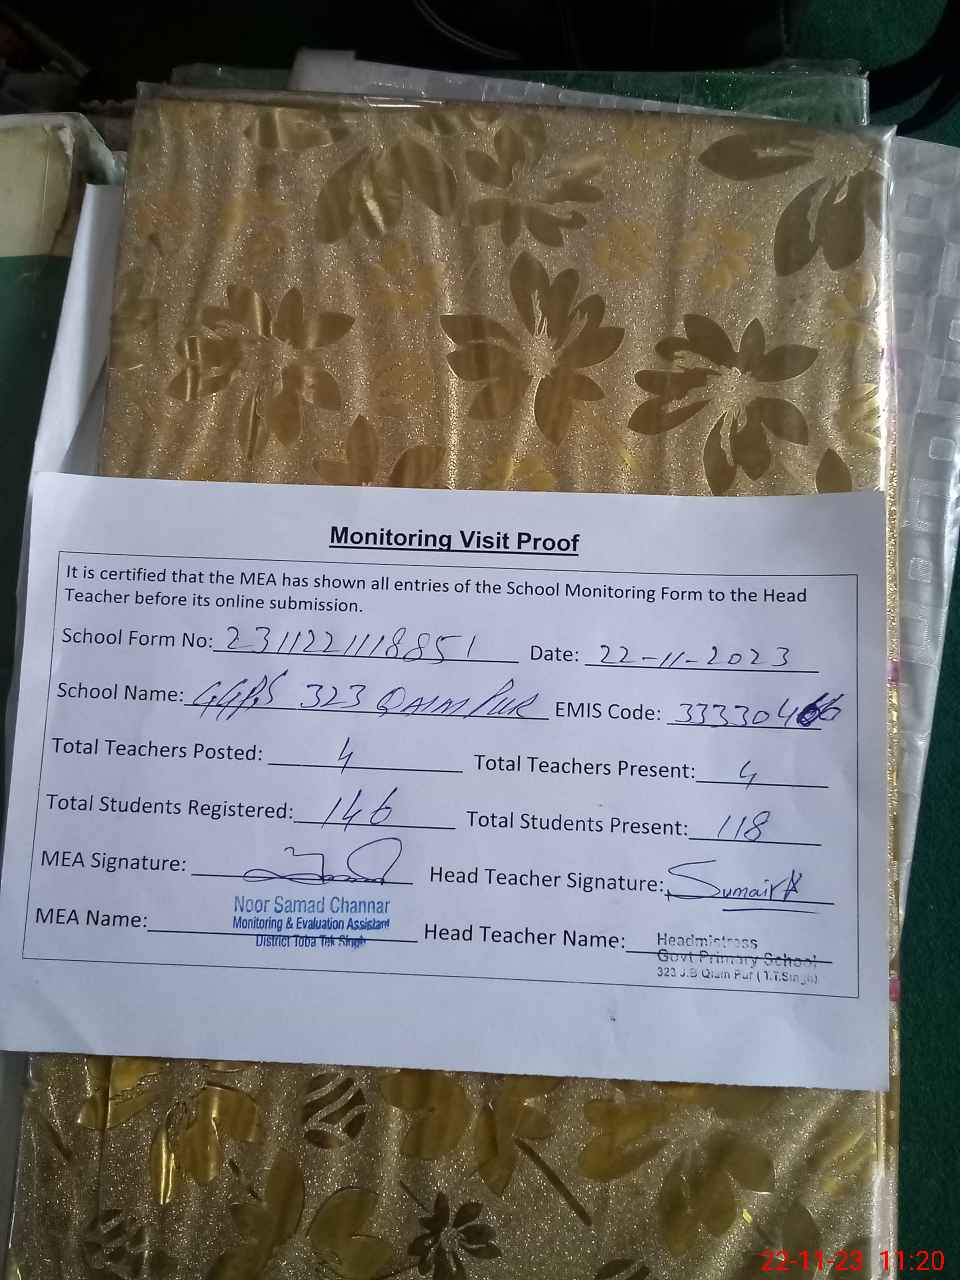 Monitoring Visit Proof
It is certified that the MEA has shown all entries of the School Monitoring Form to the Head
Teacher before its online submission.
School Form No: 2311221118851 Date: 22-11-2023
School Name: GGPS 323 QAIM PUR EMIS Code:
Total Teachers Posted: 4 Total Teachers Present: 4
Total Students Registered: 146 Total Students Present: 118
MEA Signature: Head Teacher Signature: Sumaira
MEA Name: Noor Samad Channar
Monitoring & Evaluation Assistant
District Toba Tek Singh
Head Teacher Name: Headmistress
Govt Primary School
323 J.B Qiam Pur ( T.T.Singh)
22-11-23 11:20